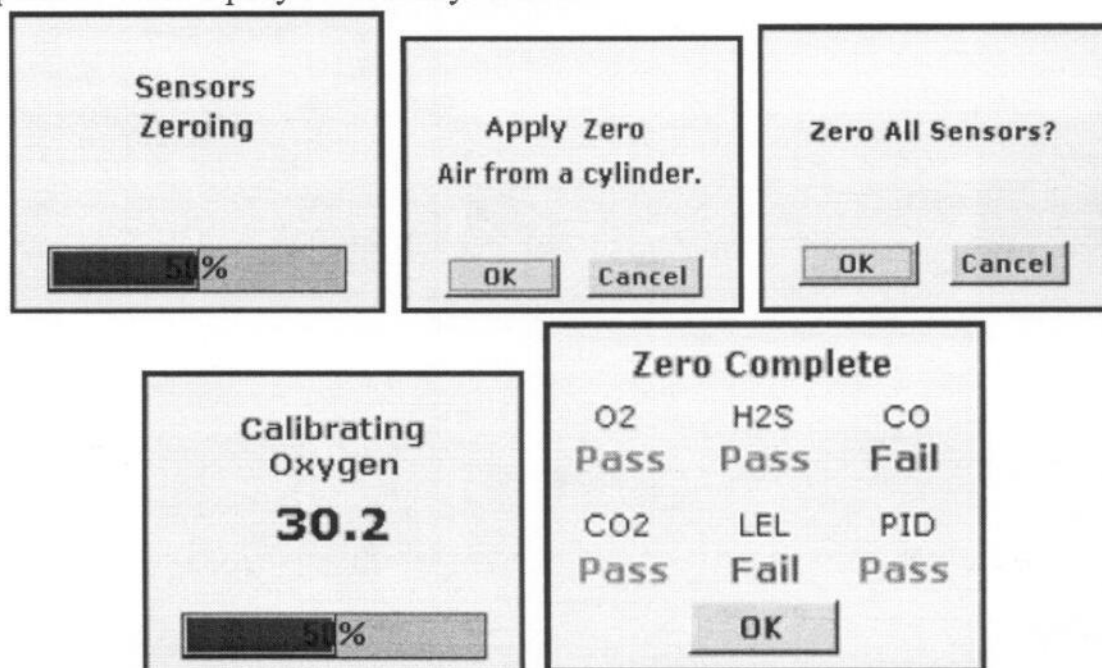 Sensors
Zeroing
50%
Apply Zero
Air from a cylinder.
OK Cancel
Zero All Sensors?
OK Cancel
Calibrating
Oxygen
30.2
50%
Zero Complete
O2 H2S CO
Pass Pass Fail
CO2 LEL PID
Pass Fail Pass
OK